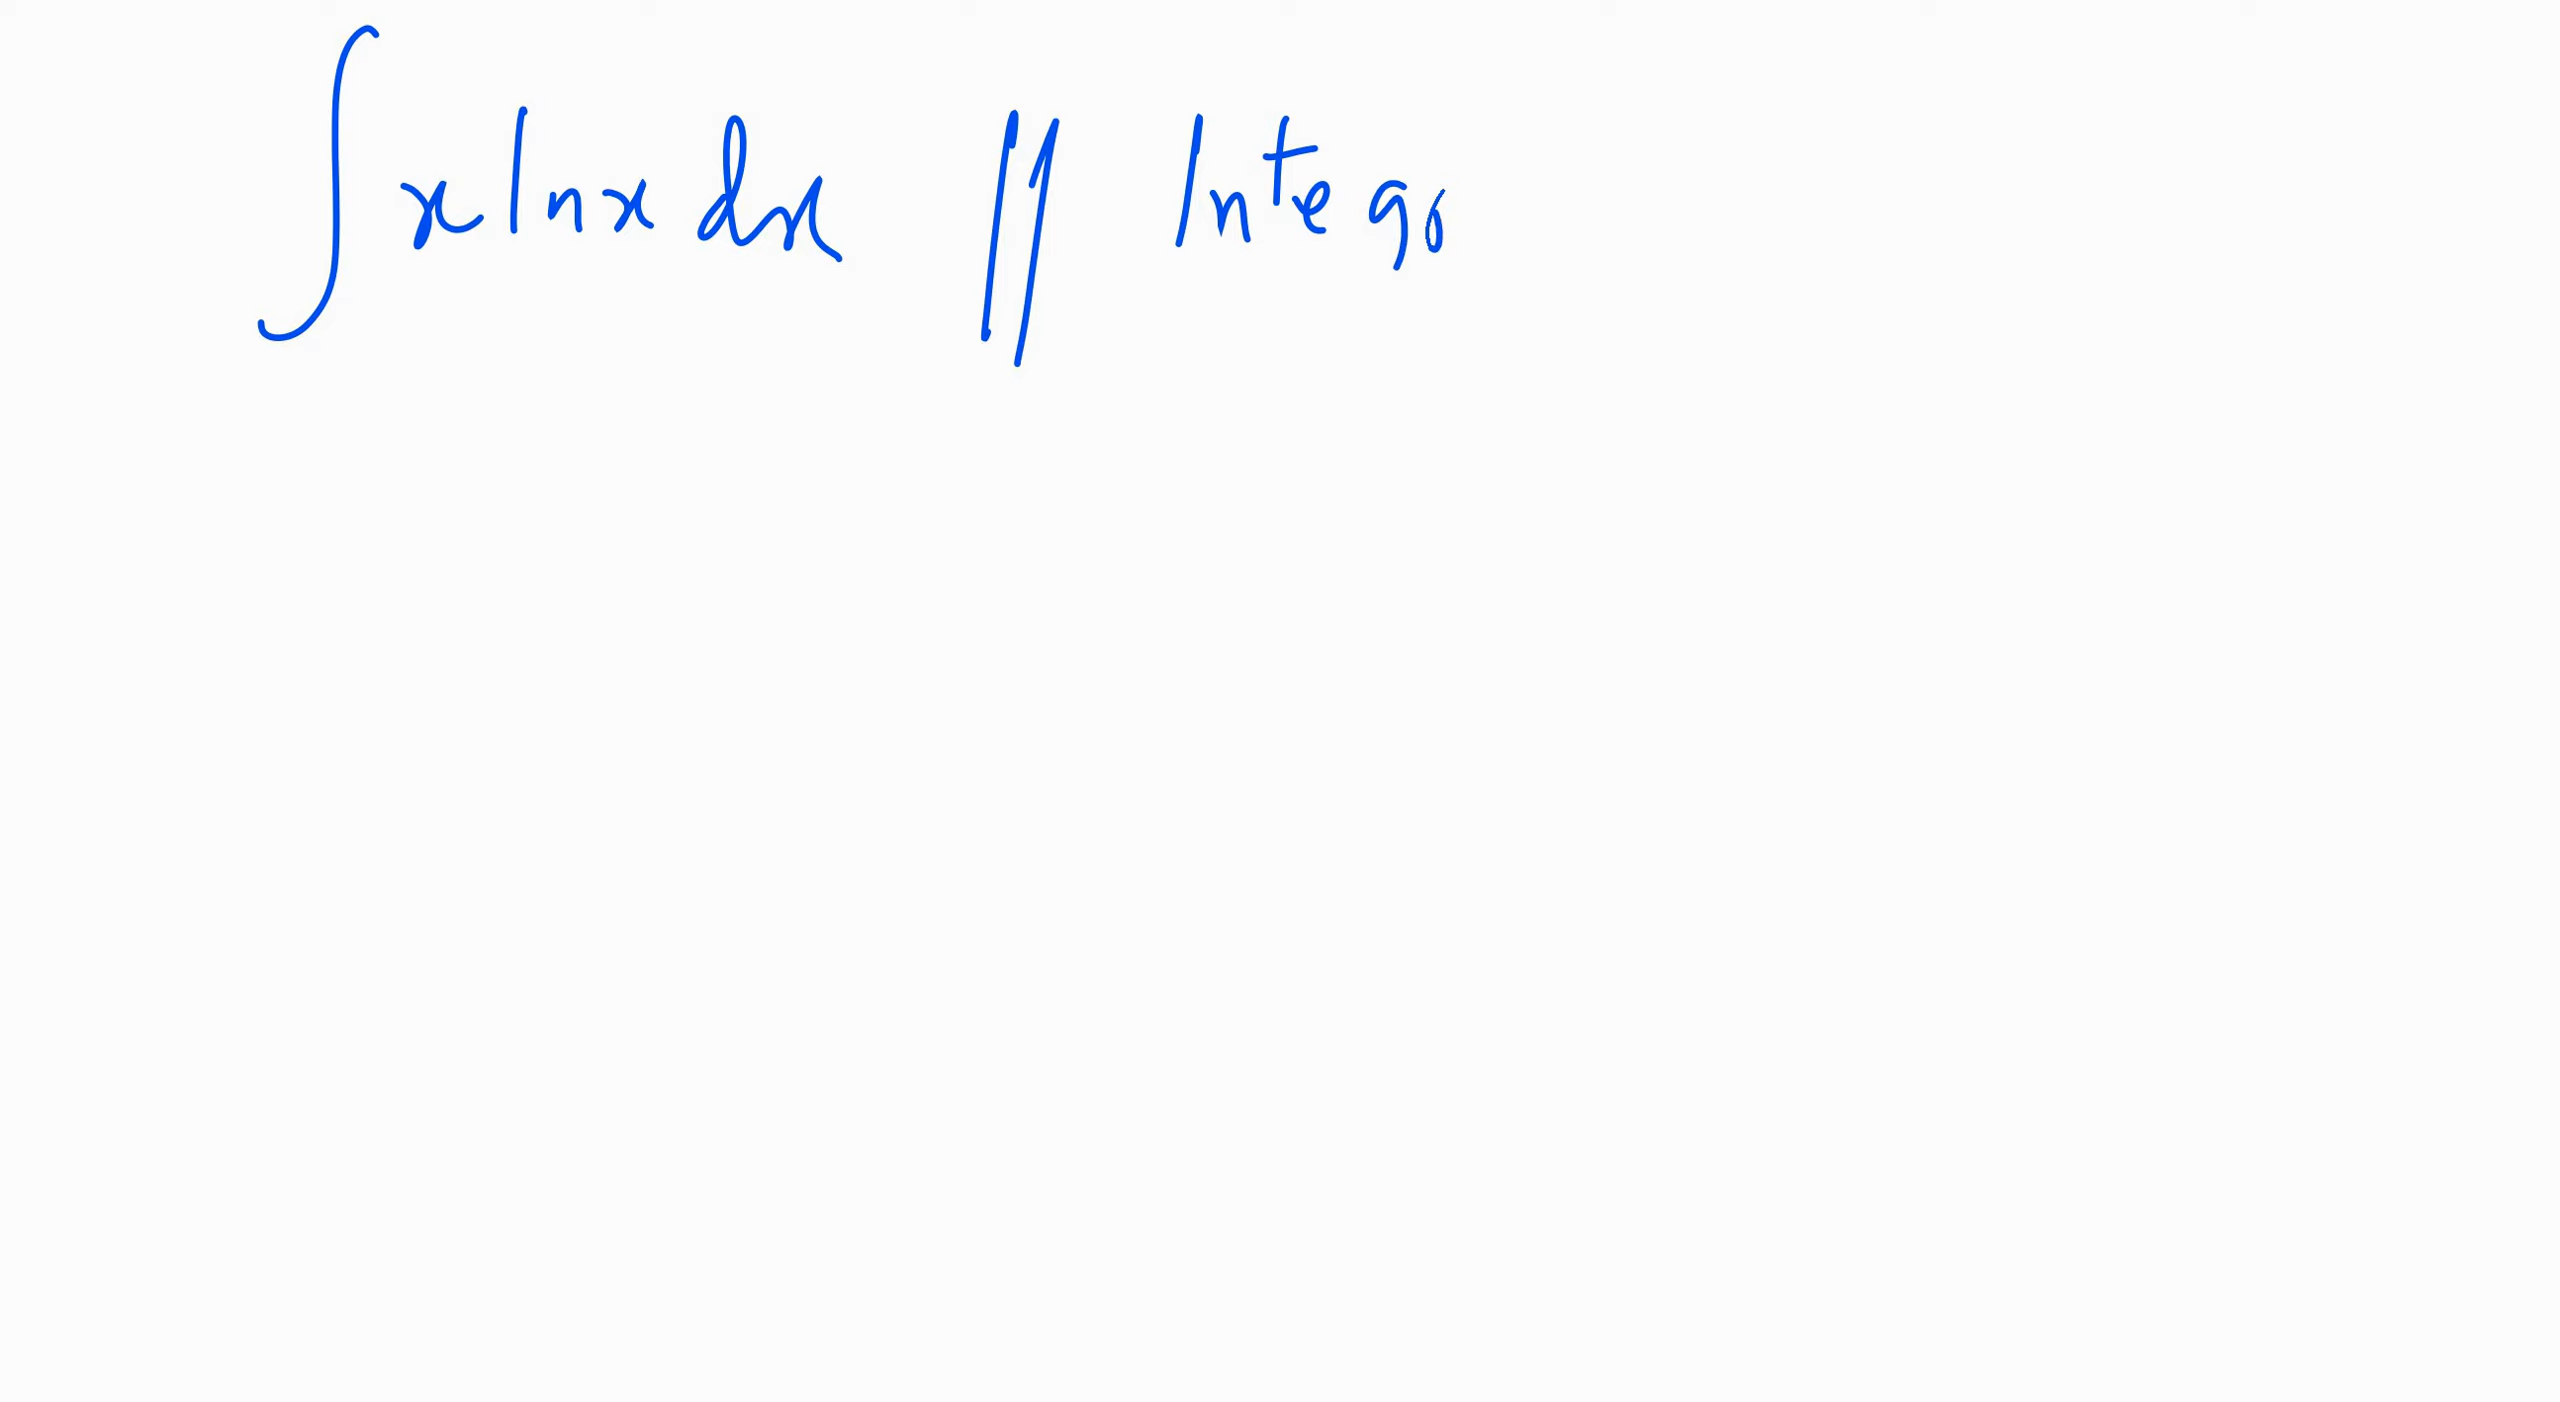 ∫ x ln x dx || Integ